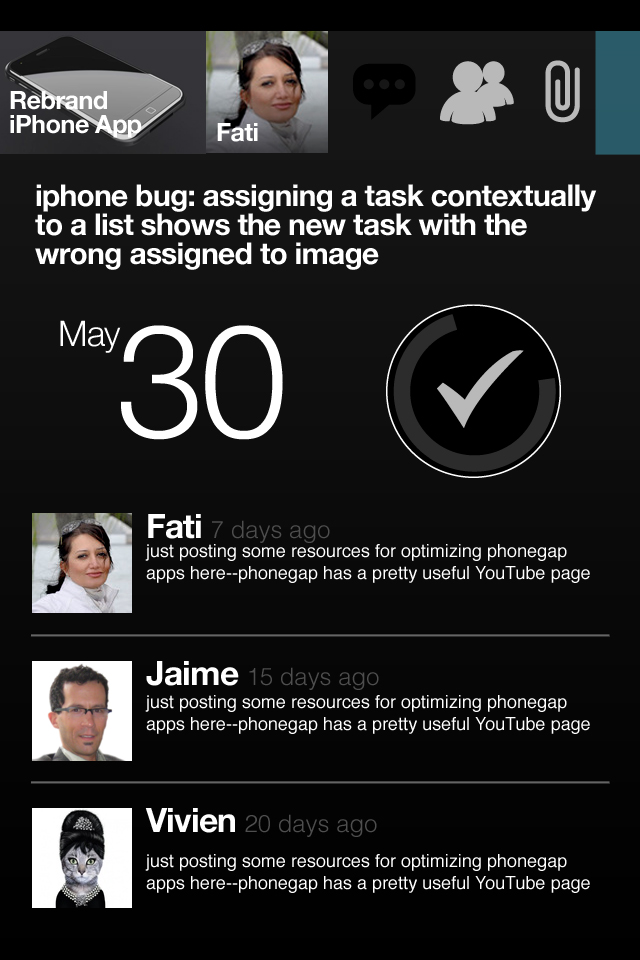 Rebrand
iPhone App
Fati
iphone bug: assigning a task contextually
to a list shows the new task with the
wrong assigned to image
May
30
Fati 7 days ago
just posting some resources for optimizing phonegap
apps here--phonegap has a pretty useful YouTube page
Jaime 15 days ago
just posting some resources for optimizing phonegap
apps here--phonegap has a pretty useful YouTube page
Vivien 20 days ago
just posting some resources for optimizing phonegap
apps here--phonegap has a pretty useful YouTube page